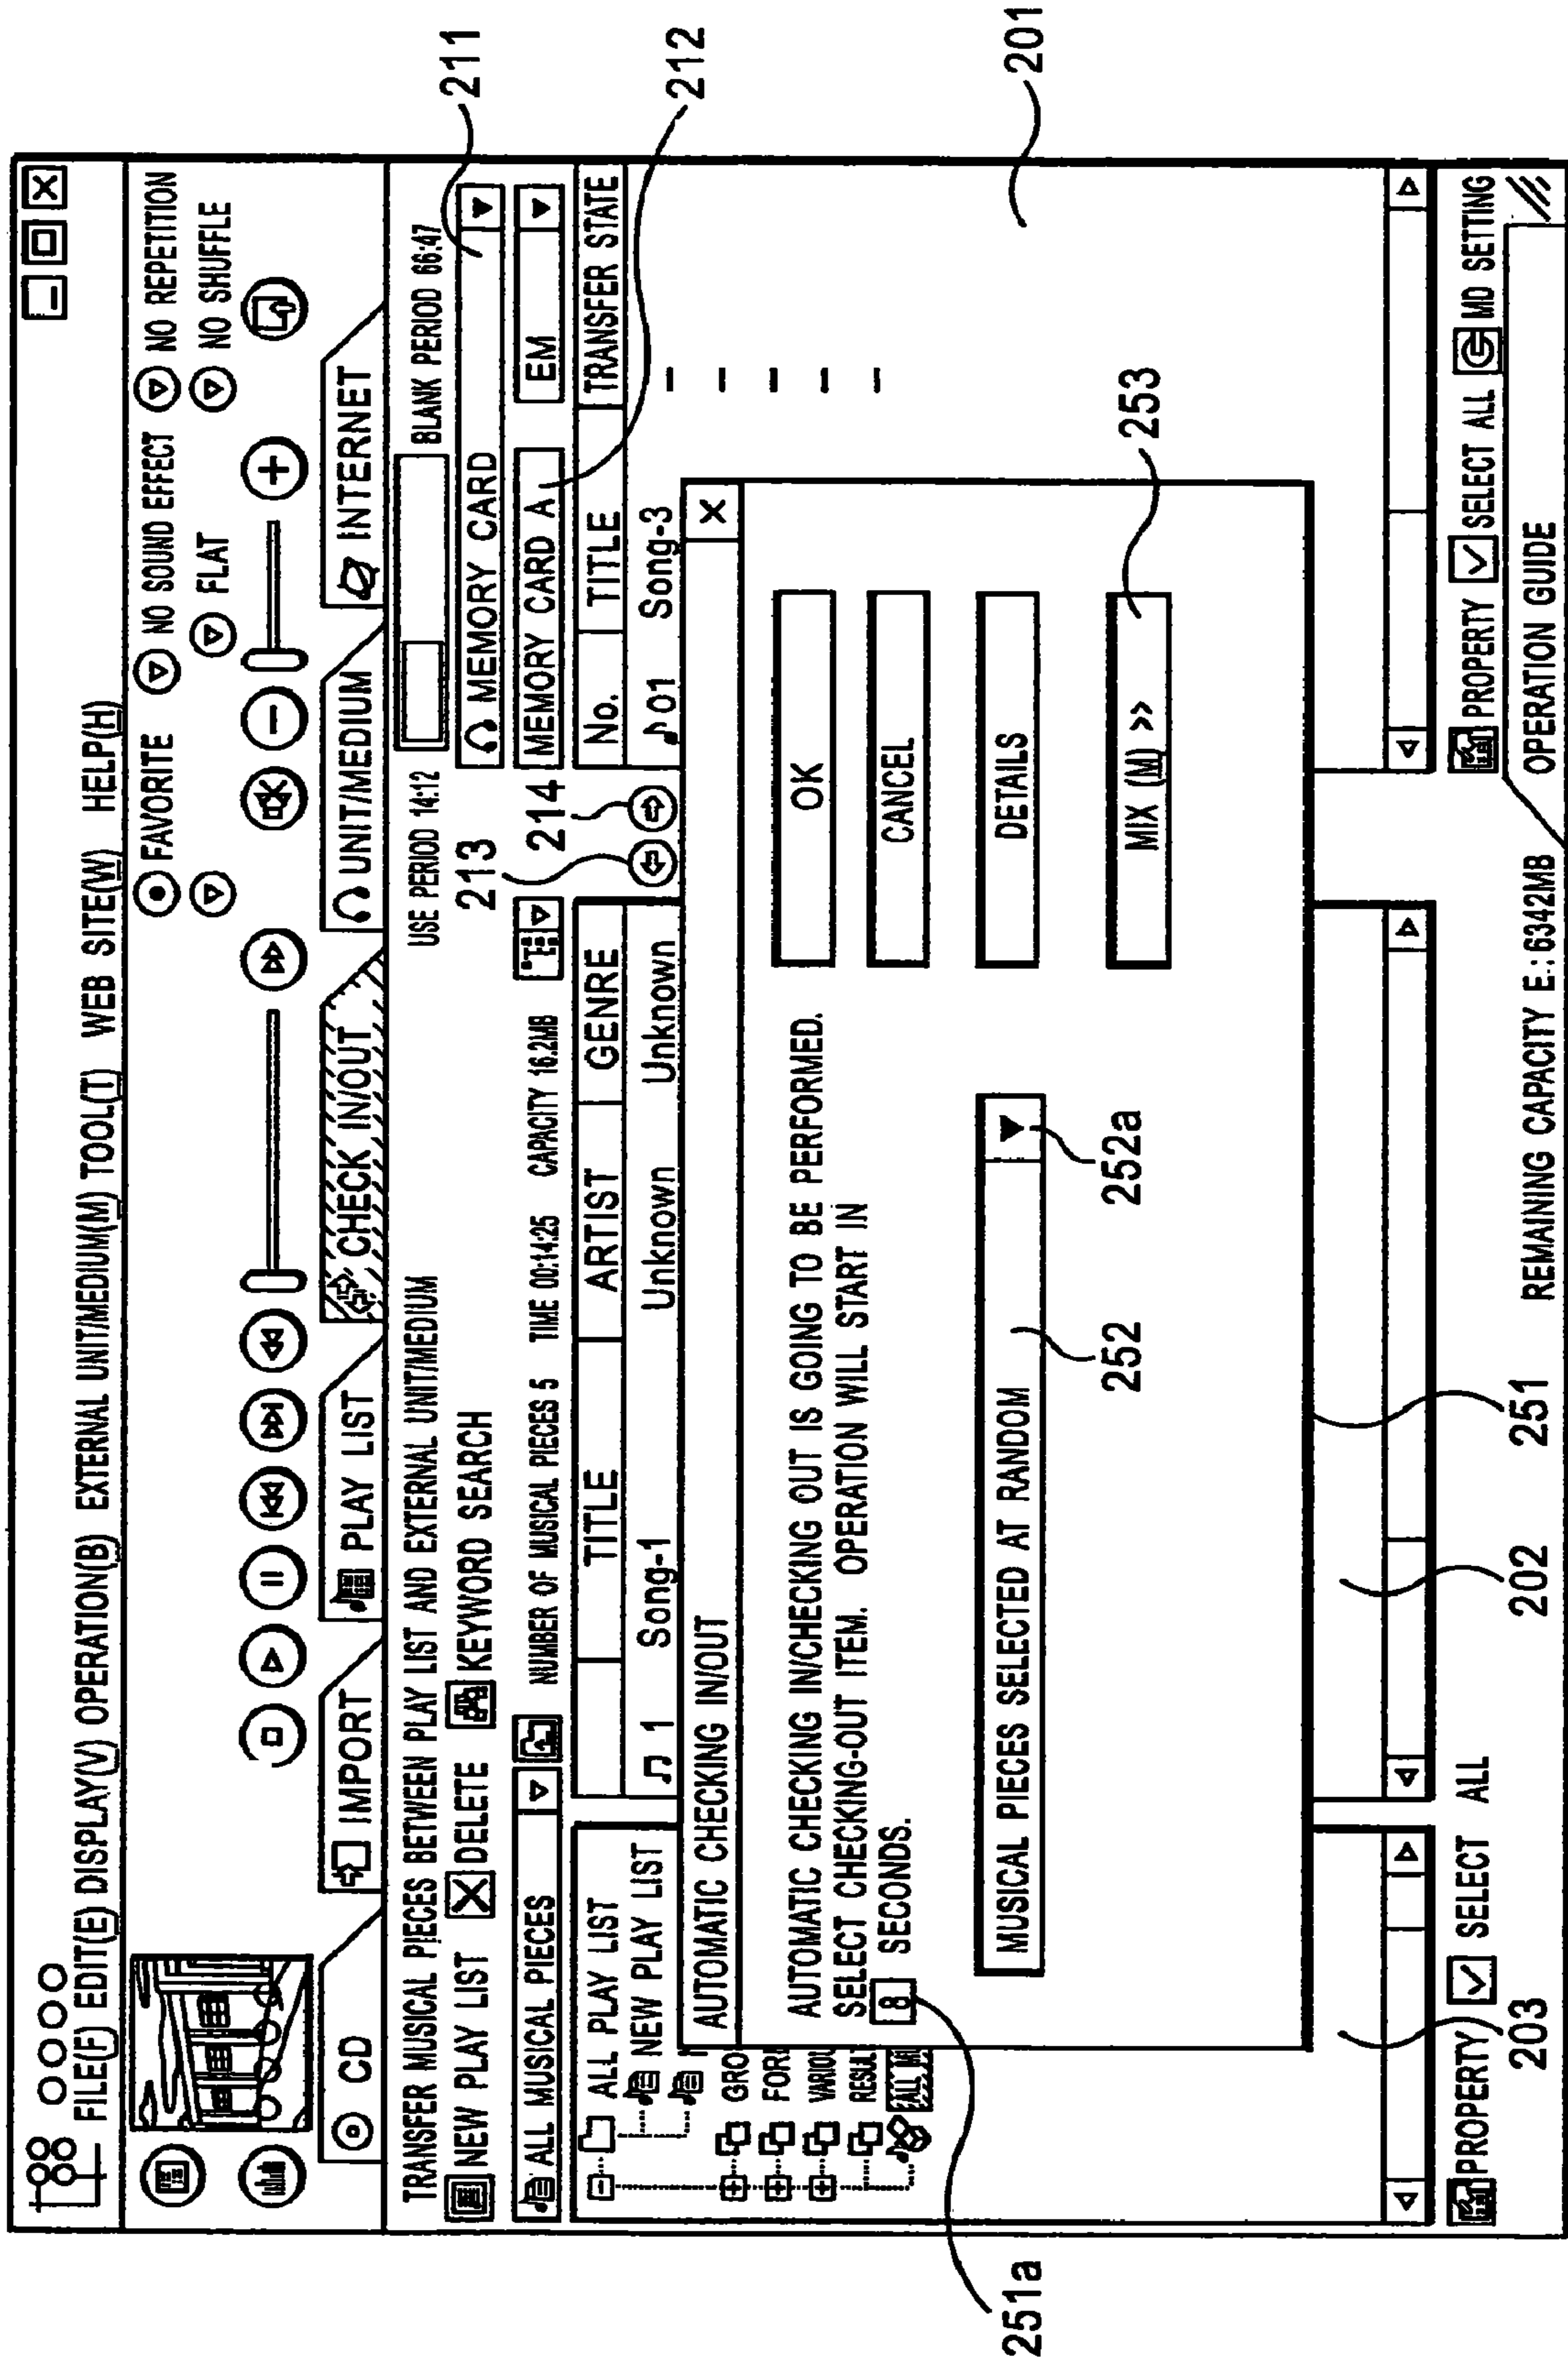 OOOO
FILE(F) EDIT(E) DISPLAY(V) OPERATION(B) EXTERNAL UNIT/MEDIUM(M) TOOL(T) WEB SITE(W) HELP(H)
FAVORITE
NO SOUND EFFECT
NO REPETITION
FLAT
NO SHUFFLE
CD
IMPORT
PLAY LIST
CHECK IN/OUT
UNIT/MEDIUM
INTERNET
TRANSFER MUSICAL PIECES BETWEEN PLAY LIST AND EXTERNAL UNIT/MEDIUM
USE PERIOD 14:12
BLANK PERIOD 66:47
NEW PLAY LIST
DELETE
KEYWORD SEARCH
213
MEMORY CARD
211
ALL MUSICAL PIECES
NUMBER OF MUSICAL PIECES 5 TIME 00:14:25 CAPACITY 16.2MB
214
MEMORY CARD A
EM
212
ALL PLAY LIST
NEW PLAY LIST
GRO
FOR
VARIOU
RESUL
ALL MU
TITLE ARTIST GENRE
1 Song-1 Unknown Unknown
No. TITLE TRANSFER STATE
01 Song-3 –
–
–
–
–
201
AUTOMATIC CHECKING IN/OUT
X
AUTOMATIC CHECKING IN/CHECKING OUT IS GOING TO BE PERFORMED.
SELECT CHECKING-OUT ITEM. OPERATION WILL START IN
8 SECONDS.
251a
OK
CANCEL
DETAILS
MIX (M) >>
253
MUSICAL PIECES SELECTED AT RANDOM
252
252a
PROPERTY
SELECT ALL
PROPERTY
SELECT ALL
MD SETTING
203
202
251
REMAINING CAPACITY E:6342MB
OPERATION GUIDE